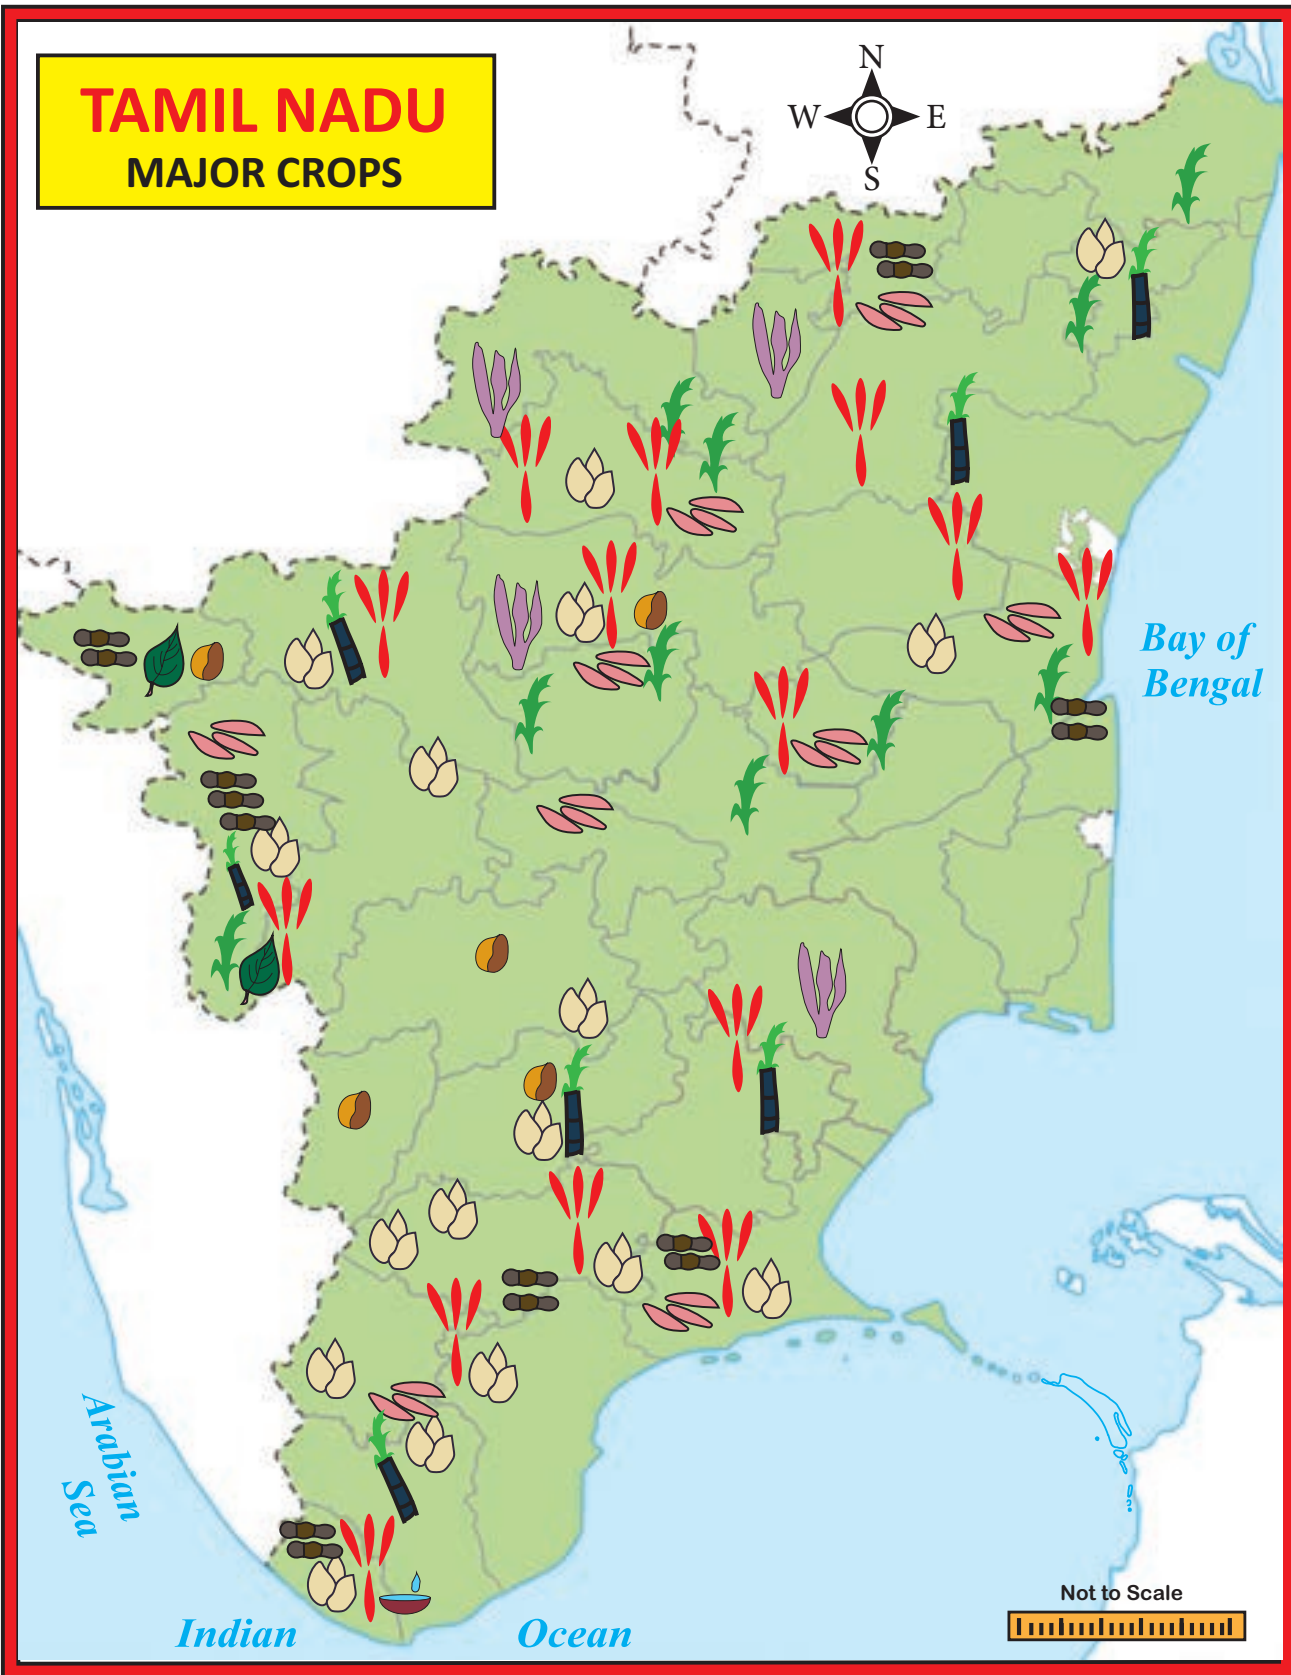 TAMIL NADU
MAJOR CROPS
N
W E
S
Bay of
Bengal
Arabian
Sea
Indian Ocean
Not to Scale